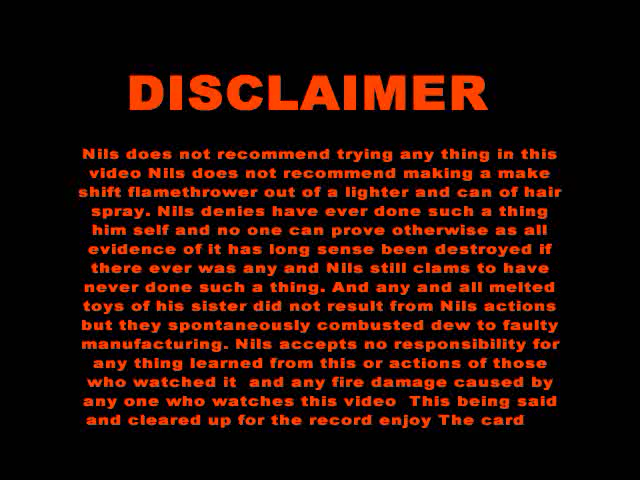 DISCLAIMER
Nils does not recommend trying any thing in this
video Nils does not recommend making a make
shift flamethrower out of a lighter and can of hair
spray. Nils denies have ever done such a thing
him self and no one can prove otherwise as all
evidence of it has long sense been destroyed if
there ever was any and Nils still clams to have
never done such a thing. And any and all melted
toys of his sister did not result from Nils actions
but they spontaneously combusted dew to faulty
manufacturing. Nils accepts no responsibility for
any thing learned from this or actions of those
who watched it  and any fire damage caused by
any one who watches this video  This being said
and cleared up for the record enjoy The card